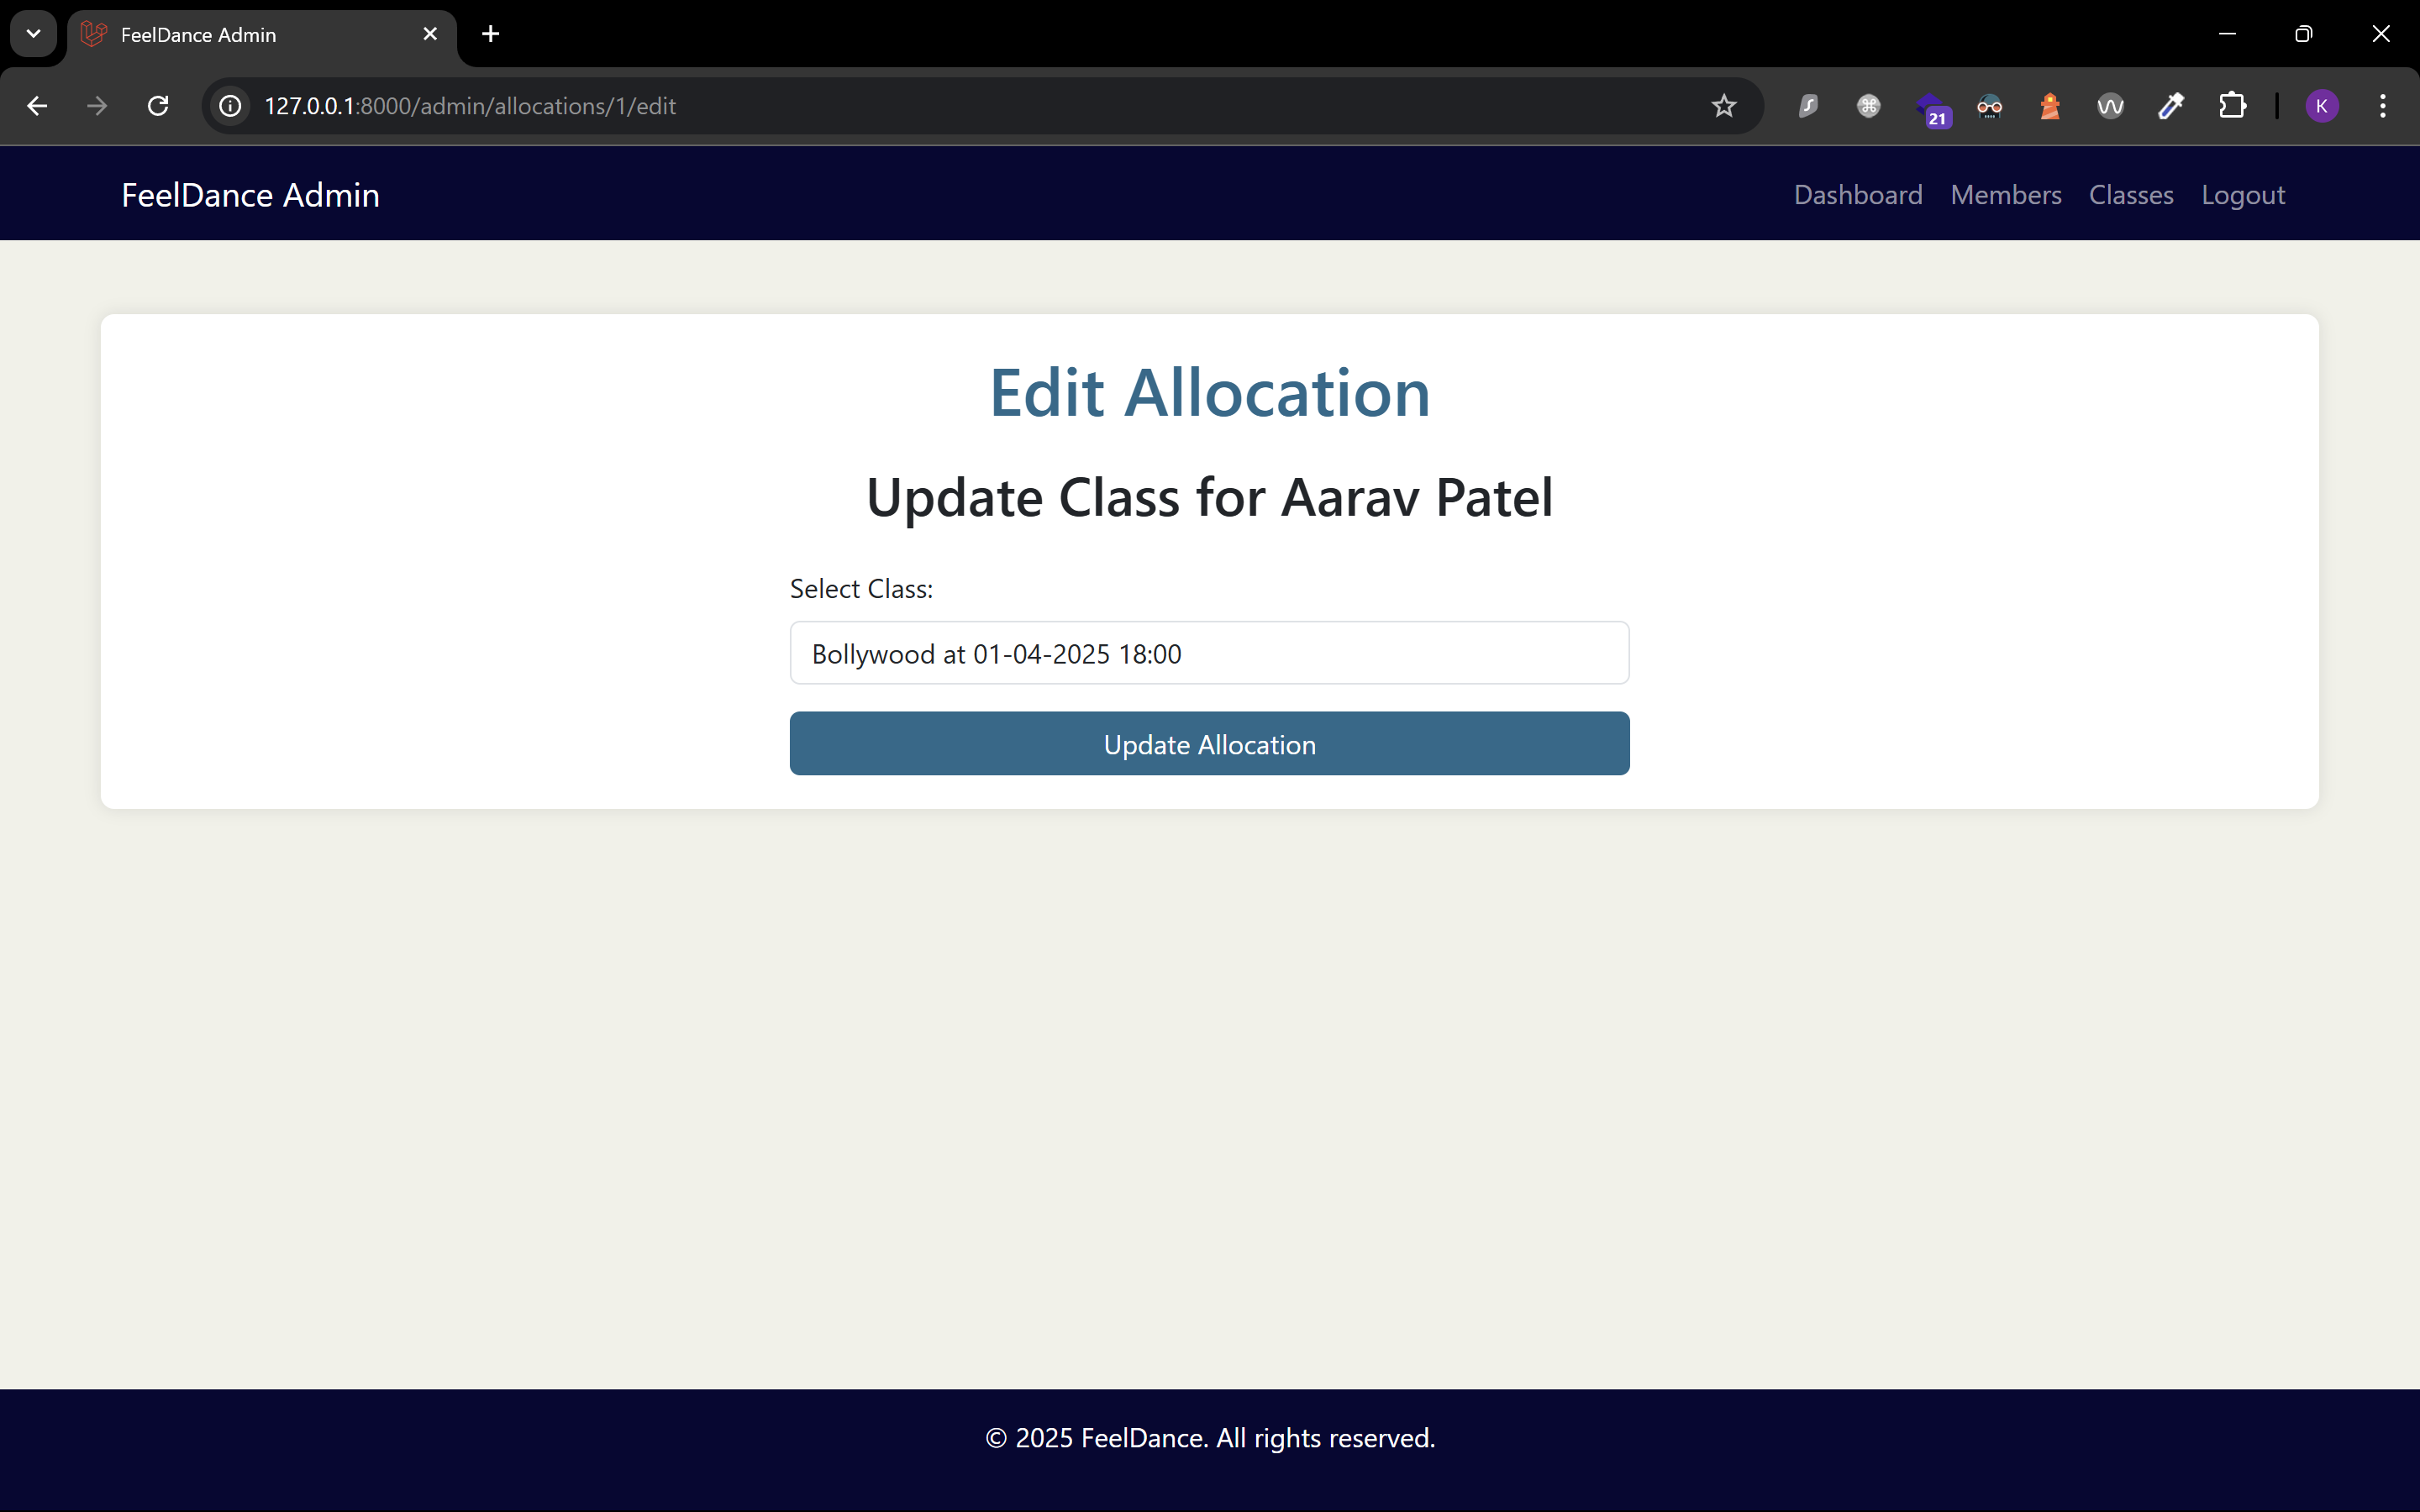 FeelDance Admin
127.0.0.1:8000/admin/allocations/1/edit
21
K
FeelDance Admin
Dashboard Members Classes Logout
Edit Allocation
Update Class for Aarav Patel
Select Class:
Bollywood at 01-04-2025 18:00
Update Allocation
© 2025 FeelDance. All rights reserved.